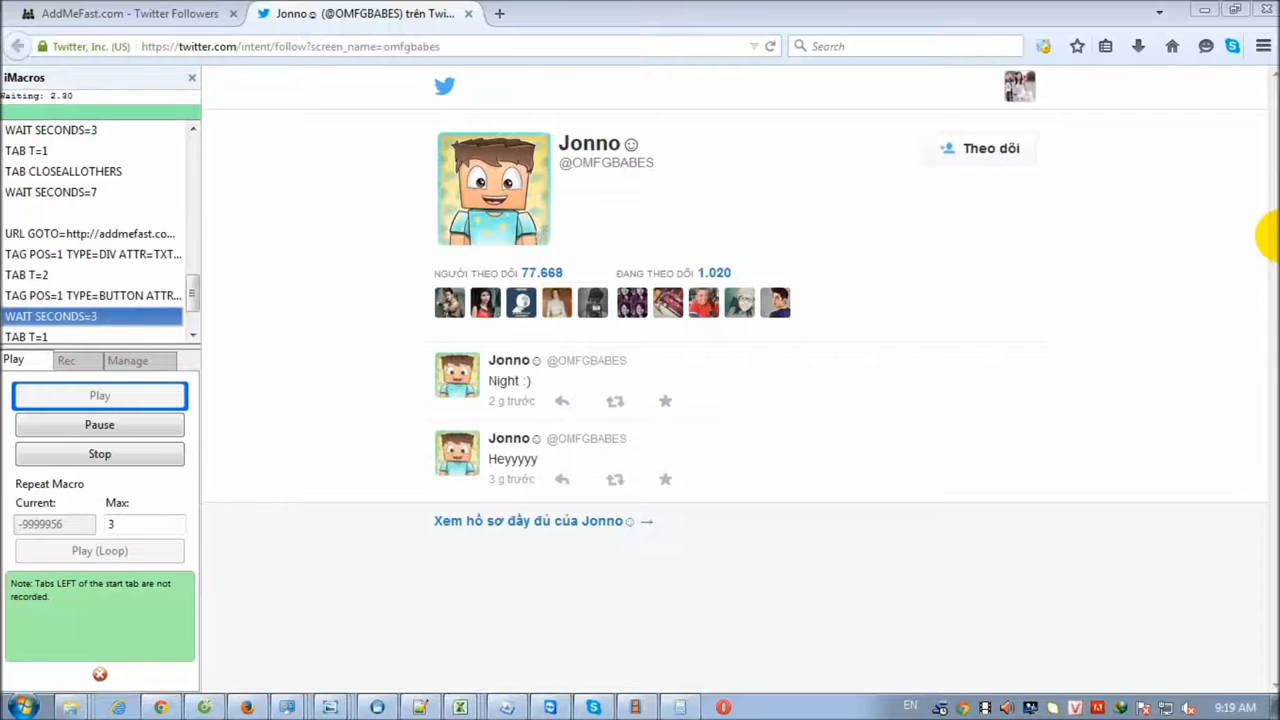 AddMeFast.com - Twitter Followers
Jonno☺ (@OMFGBABES) trên Twi...
Twitter, Inc. (US)
https://twitter.com/intent/follow?screen_name=omfgbabes
Search
iMacros
Waiting: 2.80
WAIT SECONDS=3
TAB T=1
TAB CLOSEALLOTHERS
WAIT SECONDS=7
URL GOTO=http://addmefast.co...
TAG POS=1 TYPE=DIV ATTR=TXT...
TAB T=2
TAG POS=1 TYPE=BUTTON ATTR...
WAIT SECONDS=3
TAB T=1
Play
Rec
Manage
Play
Pause
Stop
Repeat Macro
Current:
Max:
-9999956
3
Play (Loop)
Note: Tabs LEFT of the start tab are not
recorded.
Jonno☺
@OMFGBABES
Theo dõi
NGƯỜI THEO DÕI 77.668
ĐANG THEO DÕI 1.020
Jonno☺ @OMFGBABES
Night :)
2 g trước
Jonno☺ @OMFGBABES
Heyyyyy
3 g trước
Xem hồ sơ đầy đủ của Jonno☺ →
EN
9:19 AM